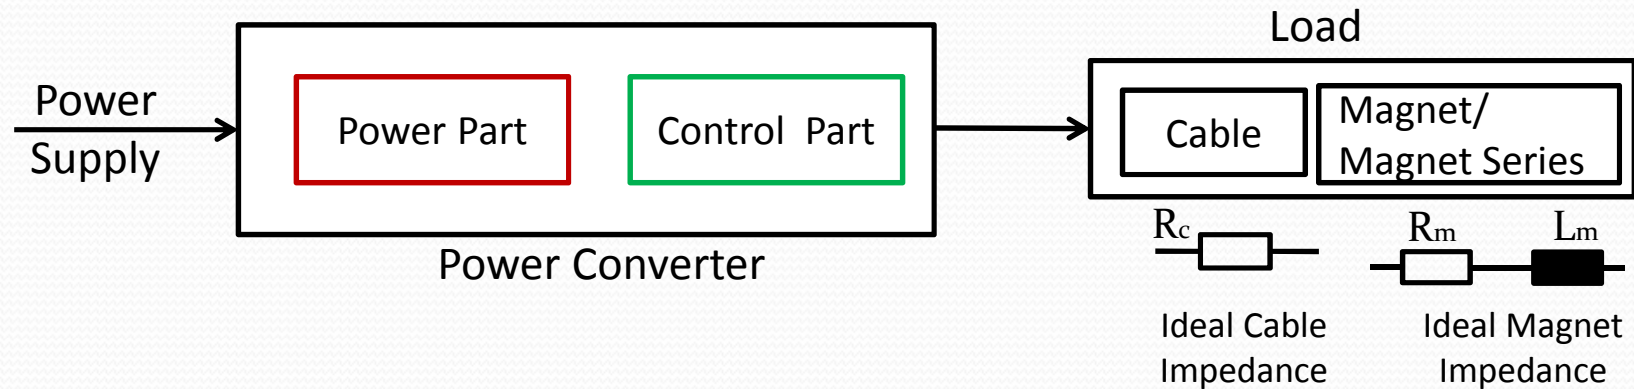 Power
Supply
Power Part
Control Part
Power Converter
Load
Cable
Magnet/
Magnet Series
Rc
Rm
Lm
Ideal Cable
Impedance
Ideal Magnet
Impedance